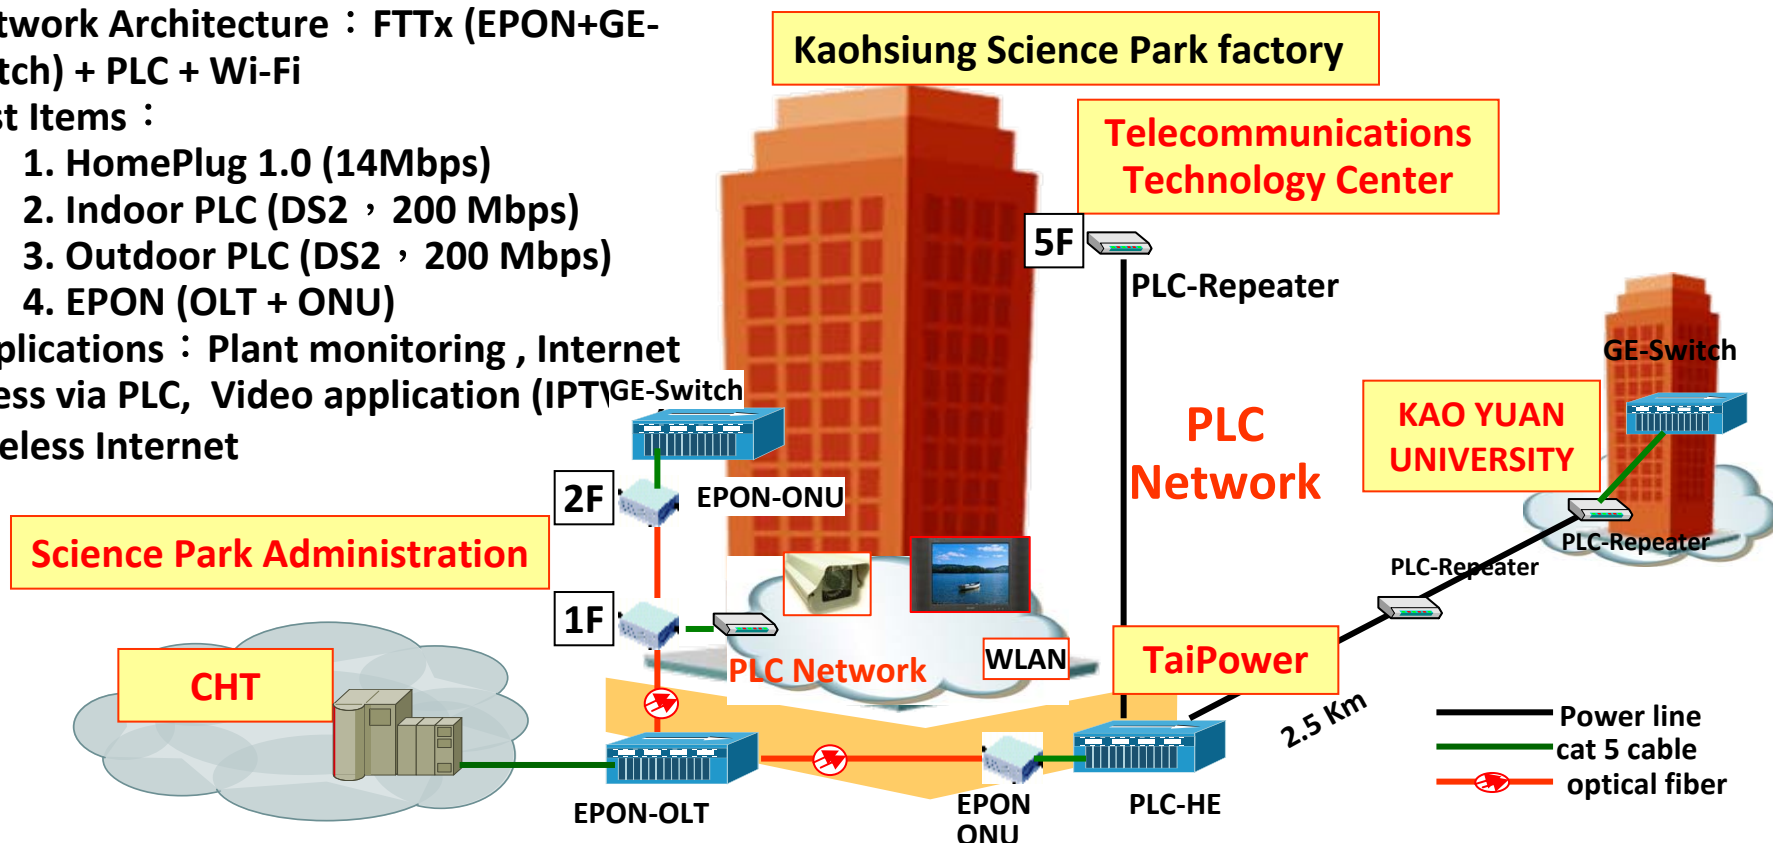 twork Architecture：FTTx (EPON+GE-
tch) + PLC + Wi-Fi
st Items：
1. HomePlug 1.0 (14Mbps)
2. Indoor PLC (DS2，200 Mbps)
3. Outdoor PLC (DS2，200 Mbps)
4. EPON (OLT + ONU)
plications：Plant monitoring , Internet
ess via PLC, Video application (IPTV
eless Internet
Kaohsiung Science Park factory
Telecommunications
Technology Center
5F
PLC-Repeater
GE-Switch
GE-Switch
KAO YUAN
UNIVERSITY
PLC
Network
2F
EPON-ONU
Science Park Administration
PLC-Repeater
PLC-Repeater
1F
PLC Network
WLAN
TaiPower
CHT
2.5 Km
Power line
cat 5 cable
optical fiber
EPON-OLT
EPON
ONU
PLC-HE